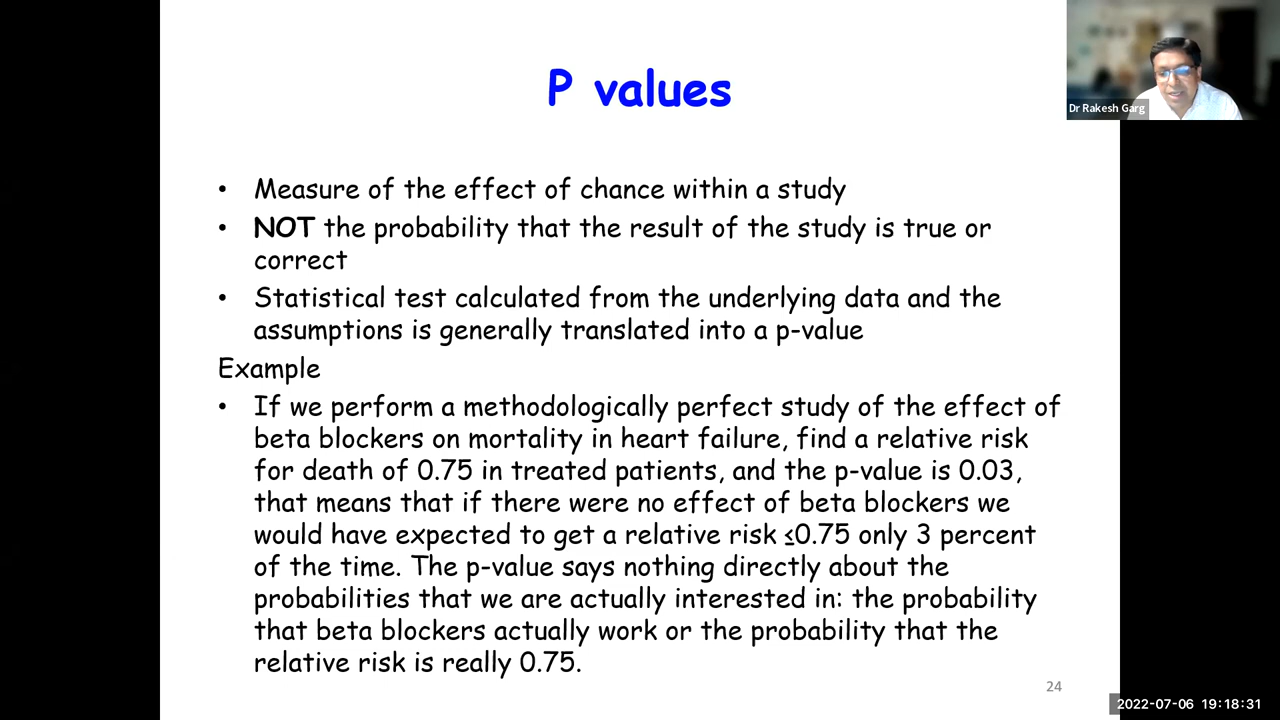 P values
Dr Rakesh Garg
• Measure of the effect of chance within a study
• NOT the probability that the result of the study is true or
correct
• Statistical test calculated from the underlying data and the
assumptions is generally translated into a p-value
Example
• If we perform a methodologically perfect study of the effect of
beta blockers on mortality in heart failure, find a relative risk
for death of 0.75 in treated patients, and the p-value is 0.03,
that means that if there were no effect of beta blockers we
would have expected to get a relative risk ≤0.75 only 3 percent
of the time. The p-value says nothing directly about the
probabilities that we are actually interested in: the probability
that beta blockers actually work or the probability that the
relative risk is really 0.75.
24
2022-07-06 19:18:31